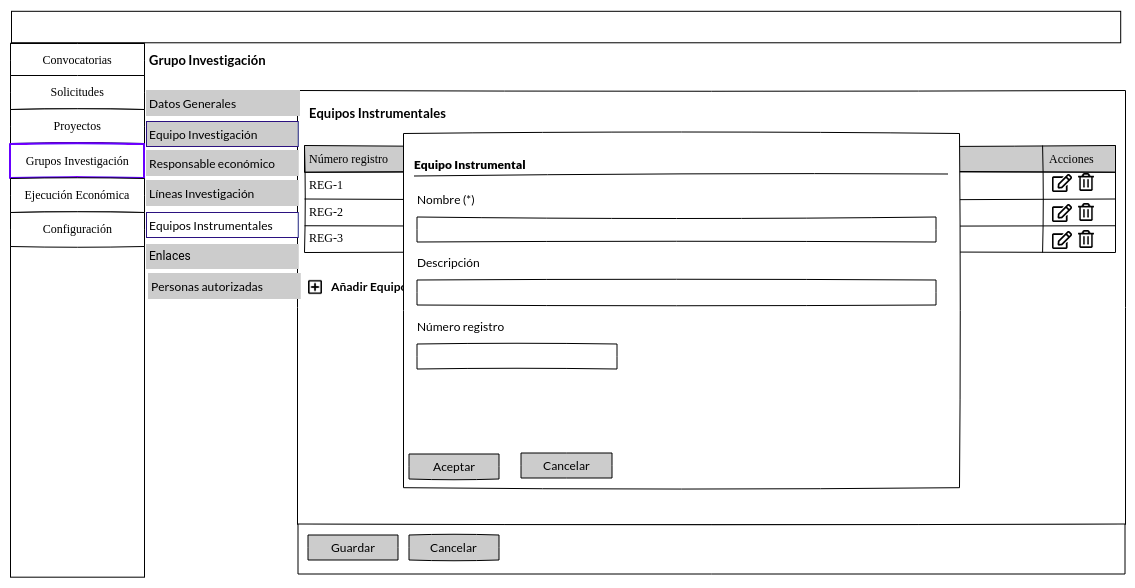 Convocatorias
Solicitudes
Proyectos
Grupos Investigación
Ejecución Económica
Configuración
Grupo Investigación
Datos Generales
Equipo Investigación
Responsable económico
Líneas Investigación
Equipos Instrumentales
Enlaces
Personas autorizadas
Equipos Instrumentales
Número registro
Acciones
REG-1
REG-2
REG-3
Añadir Equipo
Equipo Instrumental
Nombre (*)
Descripción
Número registro
Aceptar
Cancelar
Guardar
Cancelar